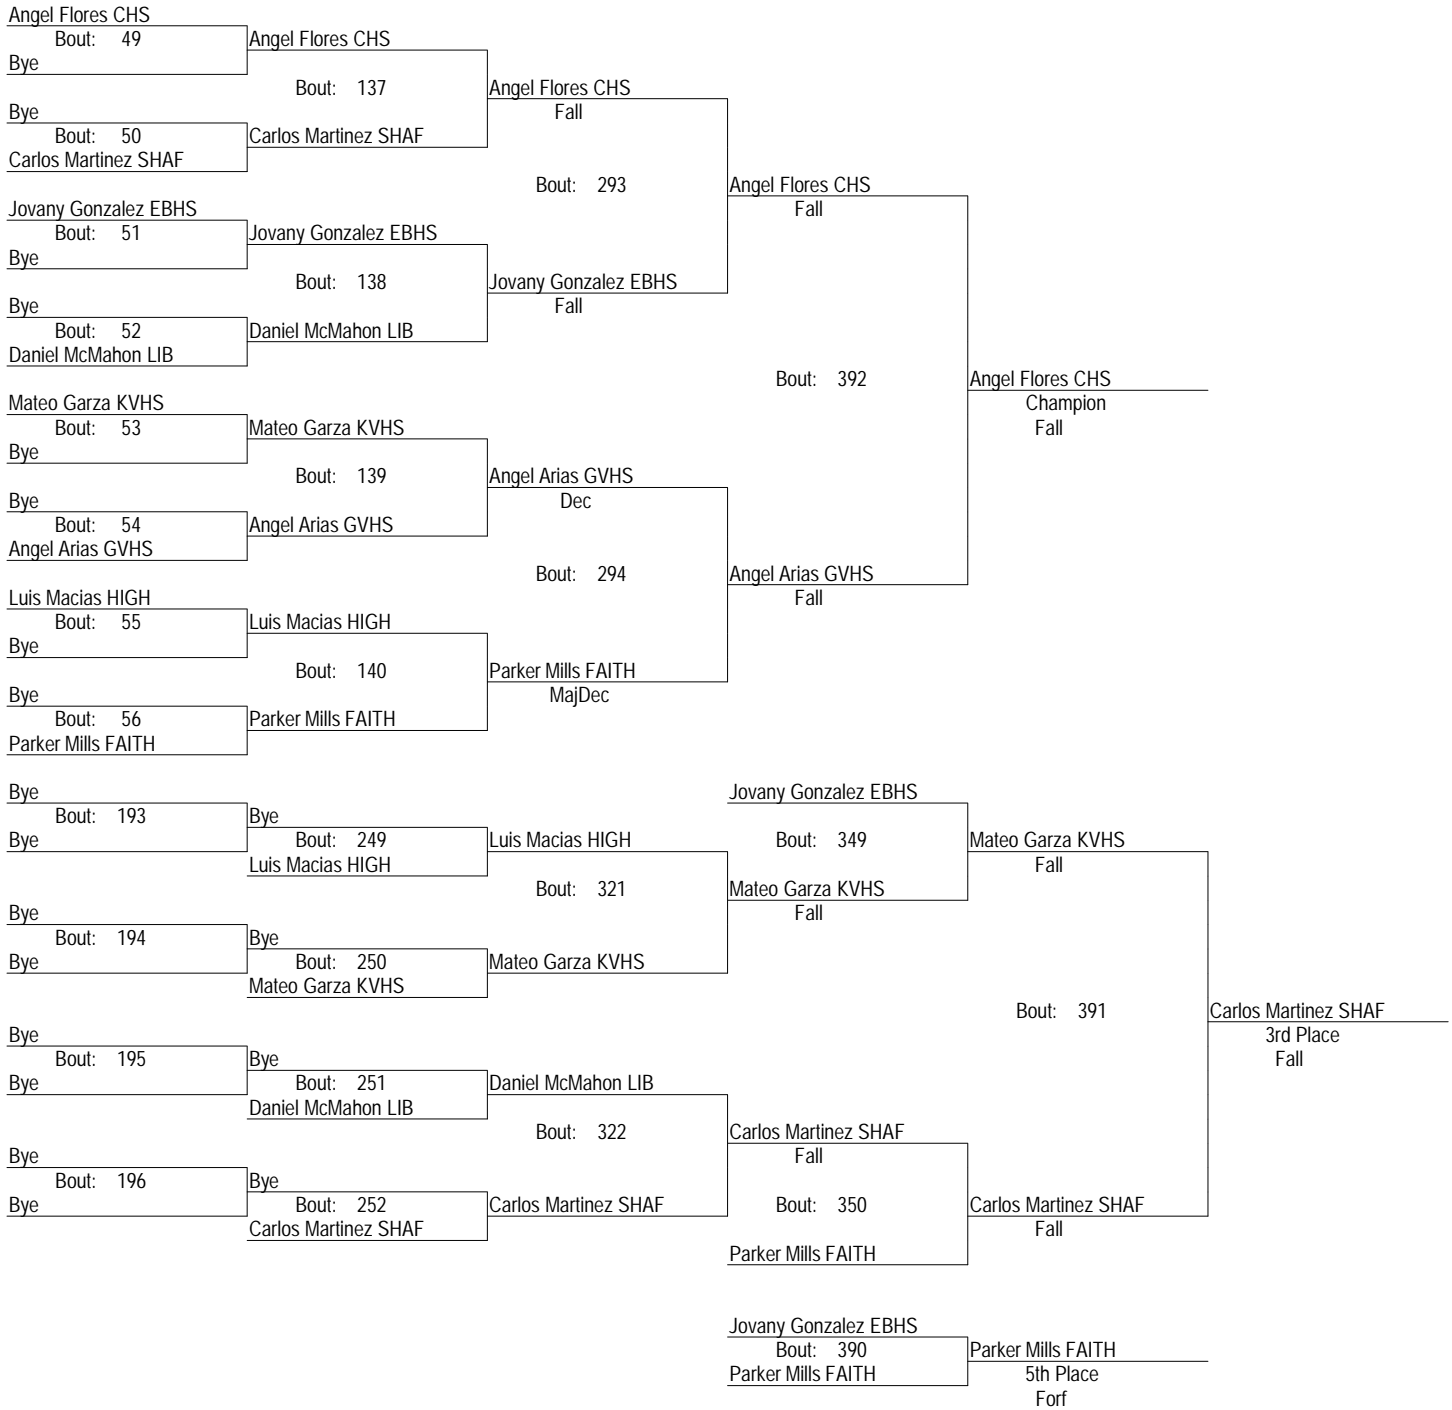 Angel Flores CHS
Bout: 49
Angel Flores CHS
Bye
Bout: 137
Angel Flores CHS
Bye
Fall
Bout: 50
Carlos Martinez SHAF
Carlos Martinez SHAF
Bout: 293
Angel Flores CHS
Jovany Gonzalez EBHS
Fall
Bout: 51
Jovany Gonzalez EBHS
Bye
Bout: 138
Jovany Gonzalez EBHS
Bye
Fall
Bout: 52
Daniel McMahon LIB
Daniel McMahon LIB
Bout: 392
Angel Flores CHS
Mateo Garza KVHS
Champion
Bout: 53
Mateo Garza KVHS
Fall
Bye
Bout: 139
Angel Arias GVHS
Bye
Dec
Bout: 54
Angel Arias GVHS
Angel Arias GVHS
Bout: 294
Angel Arias GVHS
Luis Macias HIGH
Fall
Bout: 55
Luis Macias HIGH
Bye
Bout: 140
Parker Mills FAITH
Bye
MajDec
Bout: 56
Parker Mills FAITH
Parker Mills FAITH
Bye
Jovany Gonzalez EBHS
Bout: 193
Bye
Bye
Bout: 249
Luis Macias HIGH
Bout: 349
Mateo Garza KVHS
Luis Macias HIGH
Fall
Bout: 321
Mateo Garza KVHS
Bye
Fall
Bout: 194
Bye
Bye
Bout: 250
Mateo Garza KVHS
Mateo Garza KVHS
Bout: 391
Carlos Martinez SHAF
Bye
3rd Place
Bout: 195
Bye
Fall
Bye
Bout: 251
Daniel McMahon LIB
Daniel McMahon LIB
Bout: 322
Carlos Martinez SHAF
Bye
Fall
Bout: 196
Bye
Bye
Bout: 252
Carlos Martinez SHAF
Bout: 350
Carlos Martinez SHAF
Carlos Martinez SHAF
Fall
Parker Mills FAITH
Jovany Gonzalez EBHS
Bout: 390
Parker Mills FAITH
Parker Mills FAITH
5th Place
Forf